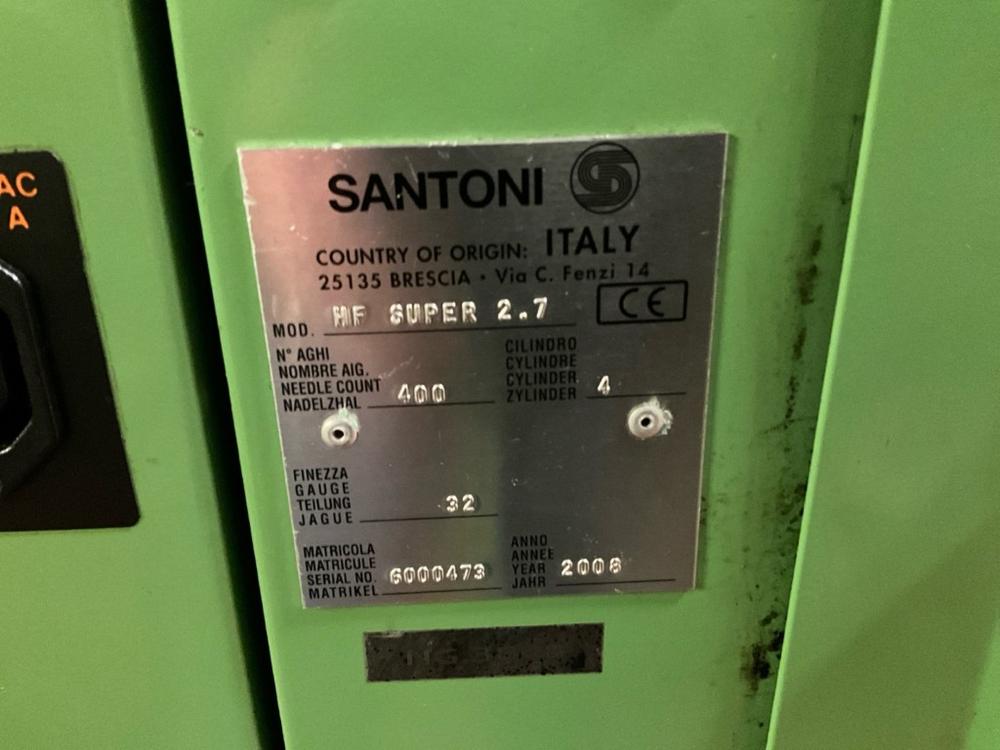 AC
A
SANTONI
COUNTRY OF ORIGIN: ITALY
25135 BRESCIA · Via C. Fenzi 14
MOD. MF SUPER 2.7
CE
N° AGHI
NOMBRE AIG.
NEEDLE COUNT 400
NADELZHAL
CILINDRO
CYLINDRE
CYLINDER 4
ZYLINDER
FINEZZA
GAUGE
TEILUNG 32
JAGUE
MATRICOLA
MATRICULE
SERIAL NO. 6000473
MATRIKEL
ANNO
ANNEE
YEAR 2008
JAHR